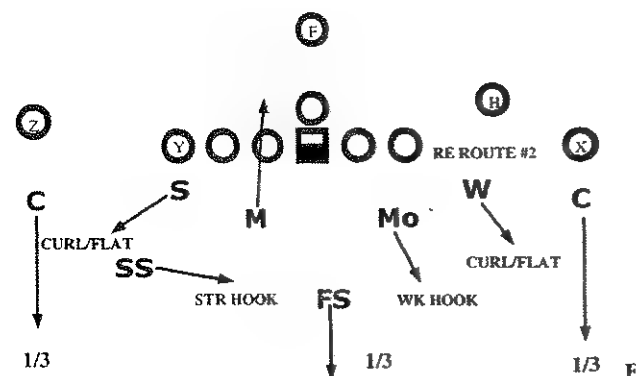 F
H
Z
Y
RE ROUTE #2
X
S
W
C
C
M
Mo
CURL/FLAT
CURL/FLAT
SS
STR HOOK
FS
WK HOOK
1/3
1/3
1/3